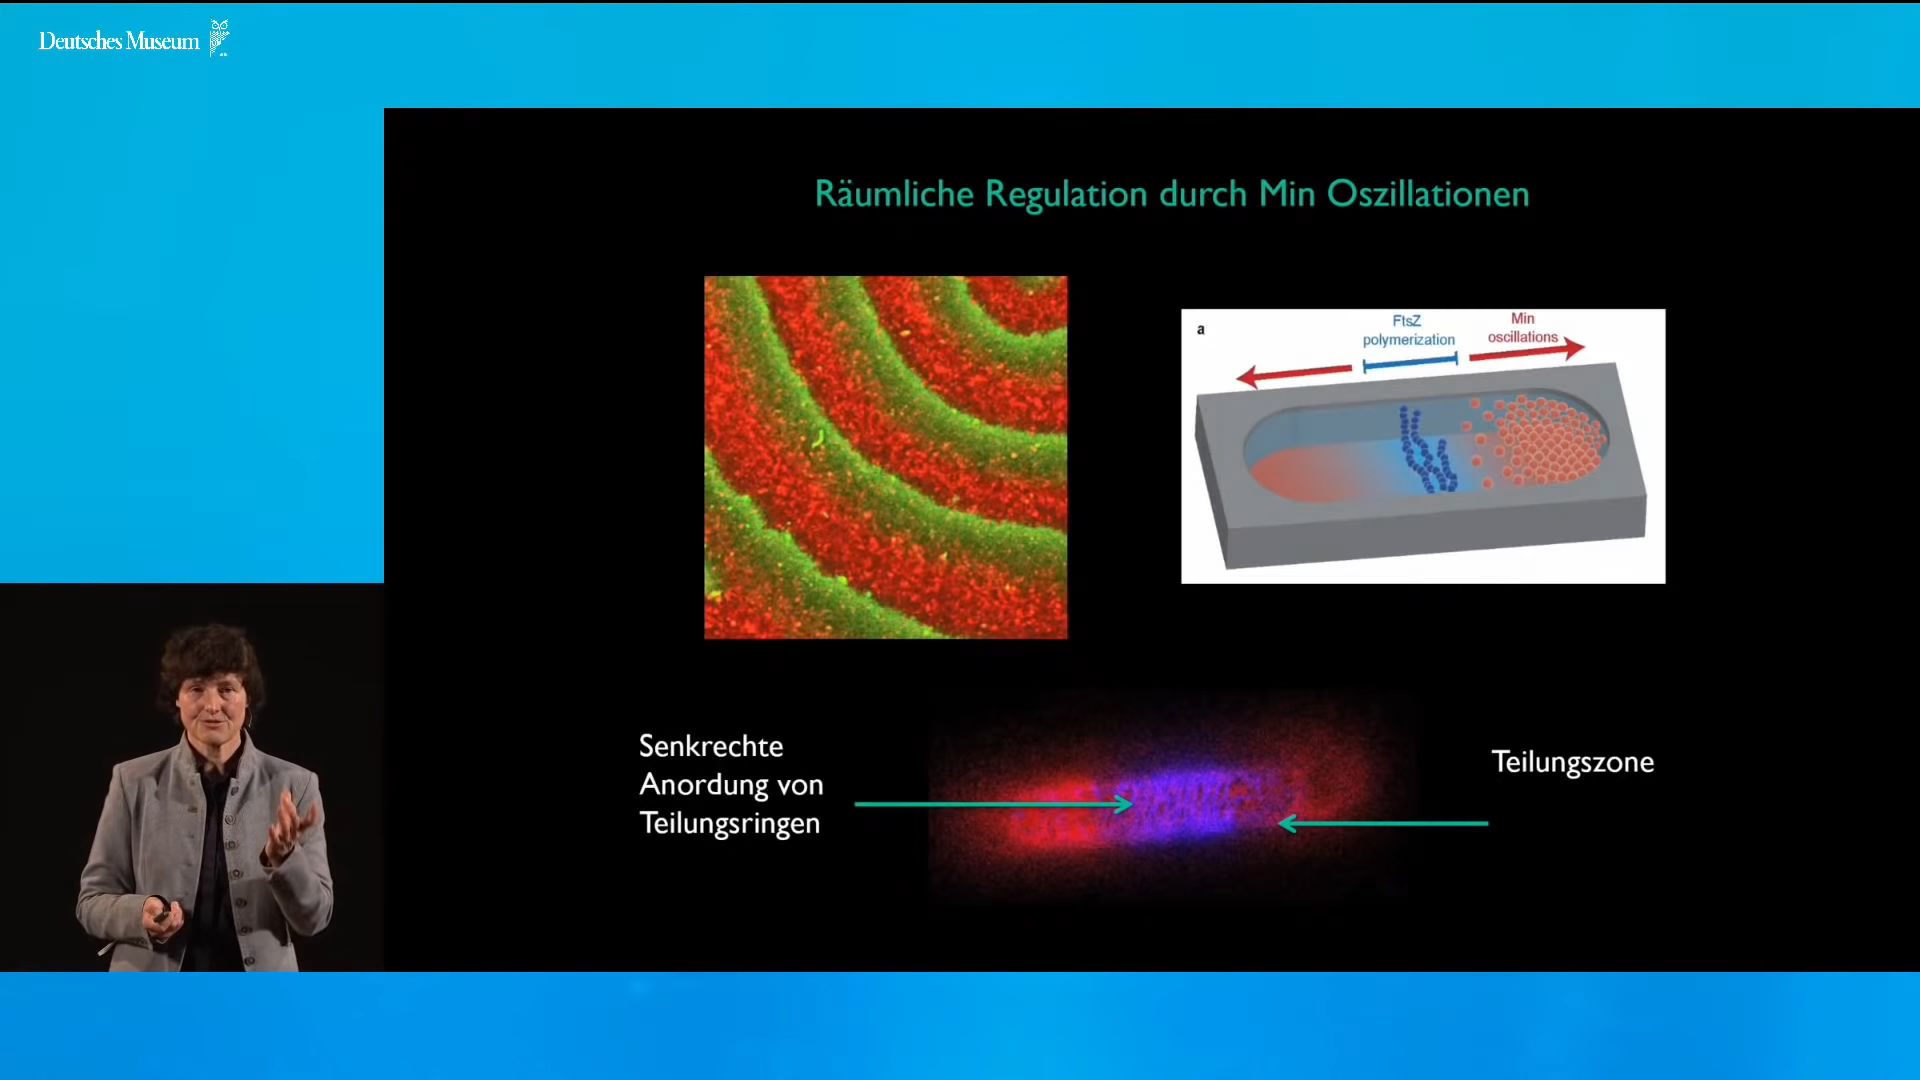 Deutsches Museum
Räumliche Regulation durch Min Oszillationen
a
FtsZ
polymerization
Min
oscillations
Senkrechte
Anordung von
Teilungsringen
Teilungszone